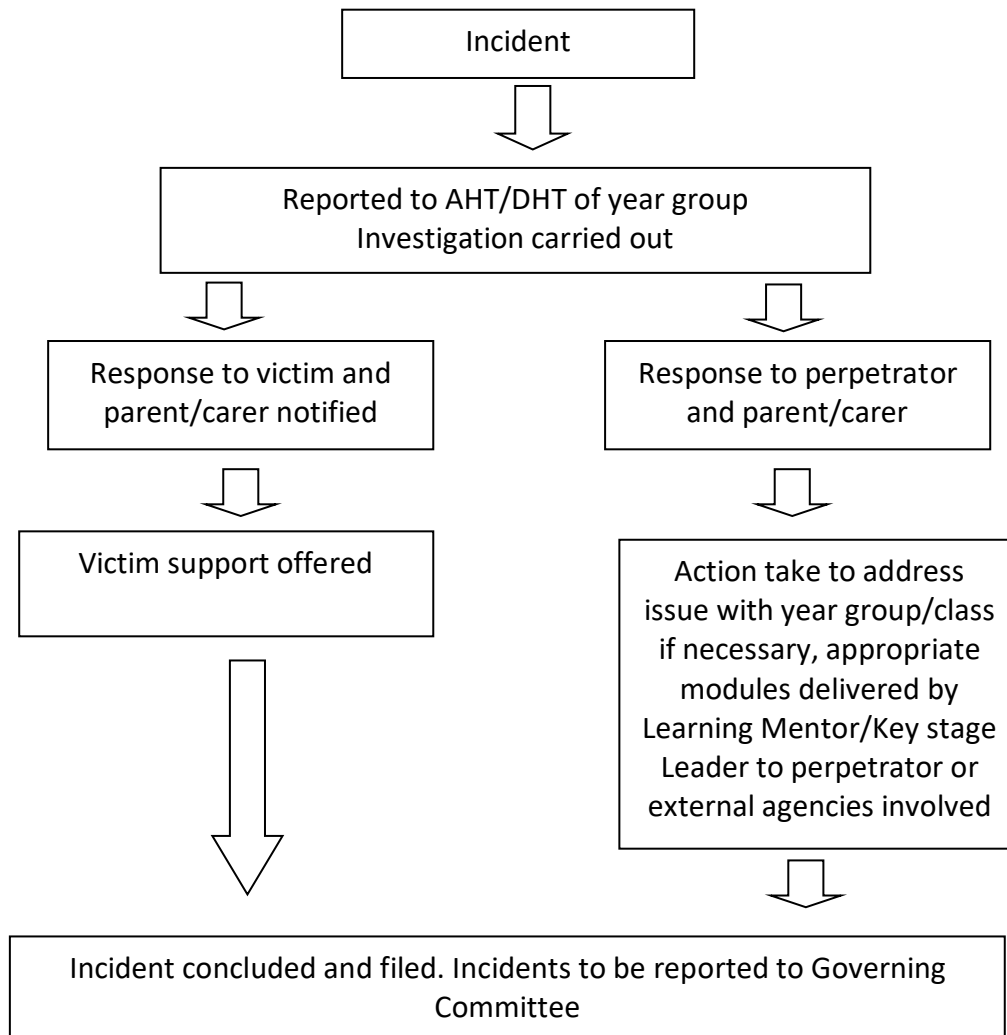 Incident
Reported to AHT/DHT of year group
Investigation carried out
Response to victim and
parent/carer notified
Response to perpetrator
and parent/carer
Victim support offered
Action take to address
issue with year group/class
if necessary, appropriate
modules delivered by
Learning Mentor/Key stage
Leader to perpetrator or
external agencies involved
Incident concluded and filed. Incidents to be reported to Governing
Committee